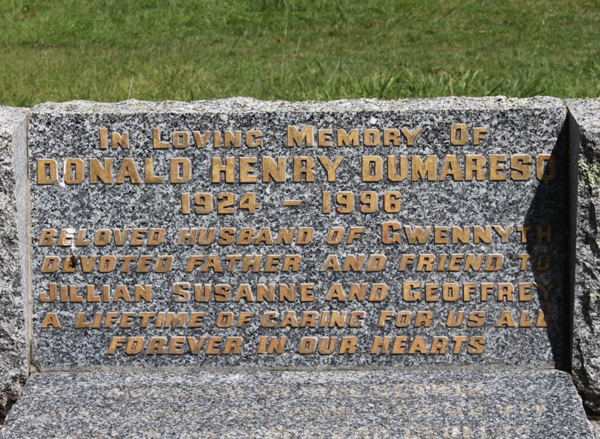 IN LOVING MEMORY OF
DONALD HENRY DUMARESQ
1924 - 1996
BELOVED HUSBAND OF GWENNYTH
DEVOTED FATHER AND FRIEND TO
JILLIAN SUSANNE AND GEOFFREY
A LIFETIME OF CARING FOR US ALL
FOREVER IN OUR HEARTS